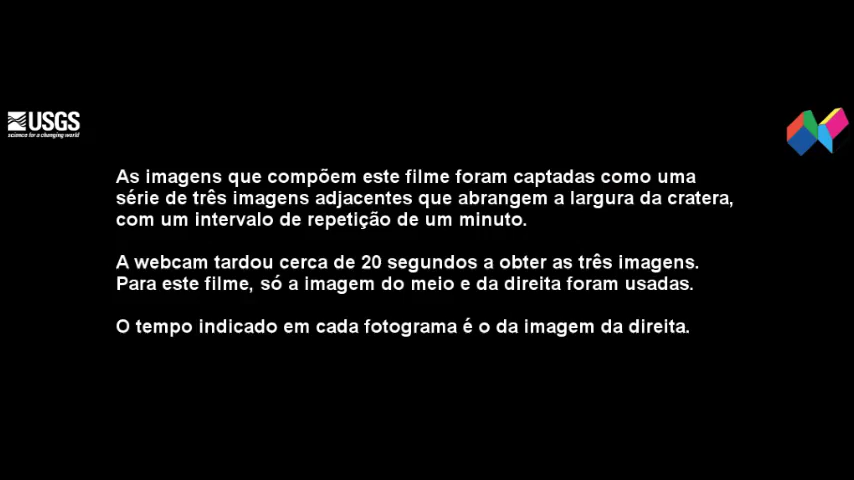 USGS
science for a changing world
As imagens que compõem este filme foram captadas como uma
série de três imagens adjacentes que abrangem a largura da cratera,
com um intervalo de repetição de um minuto.
A webcam tardou cerca de 20 segundos a obter as três imagens.
Para este filme, só a imagem do meio e da direita foram usadas.
O tempo indicado em cada fotograma é o da imagem da direita.